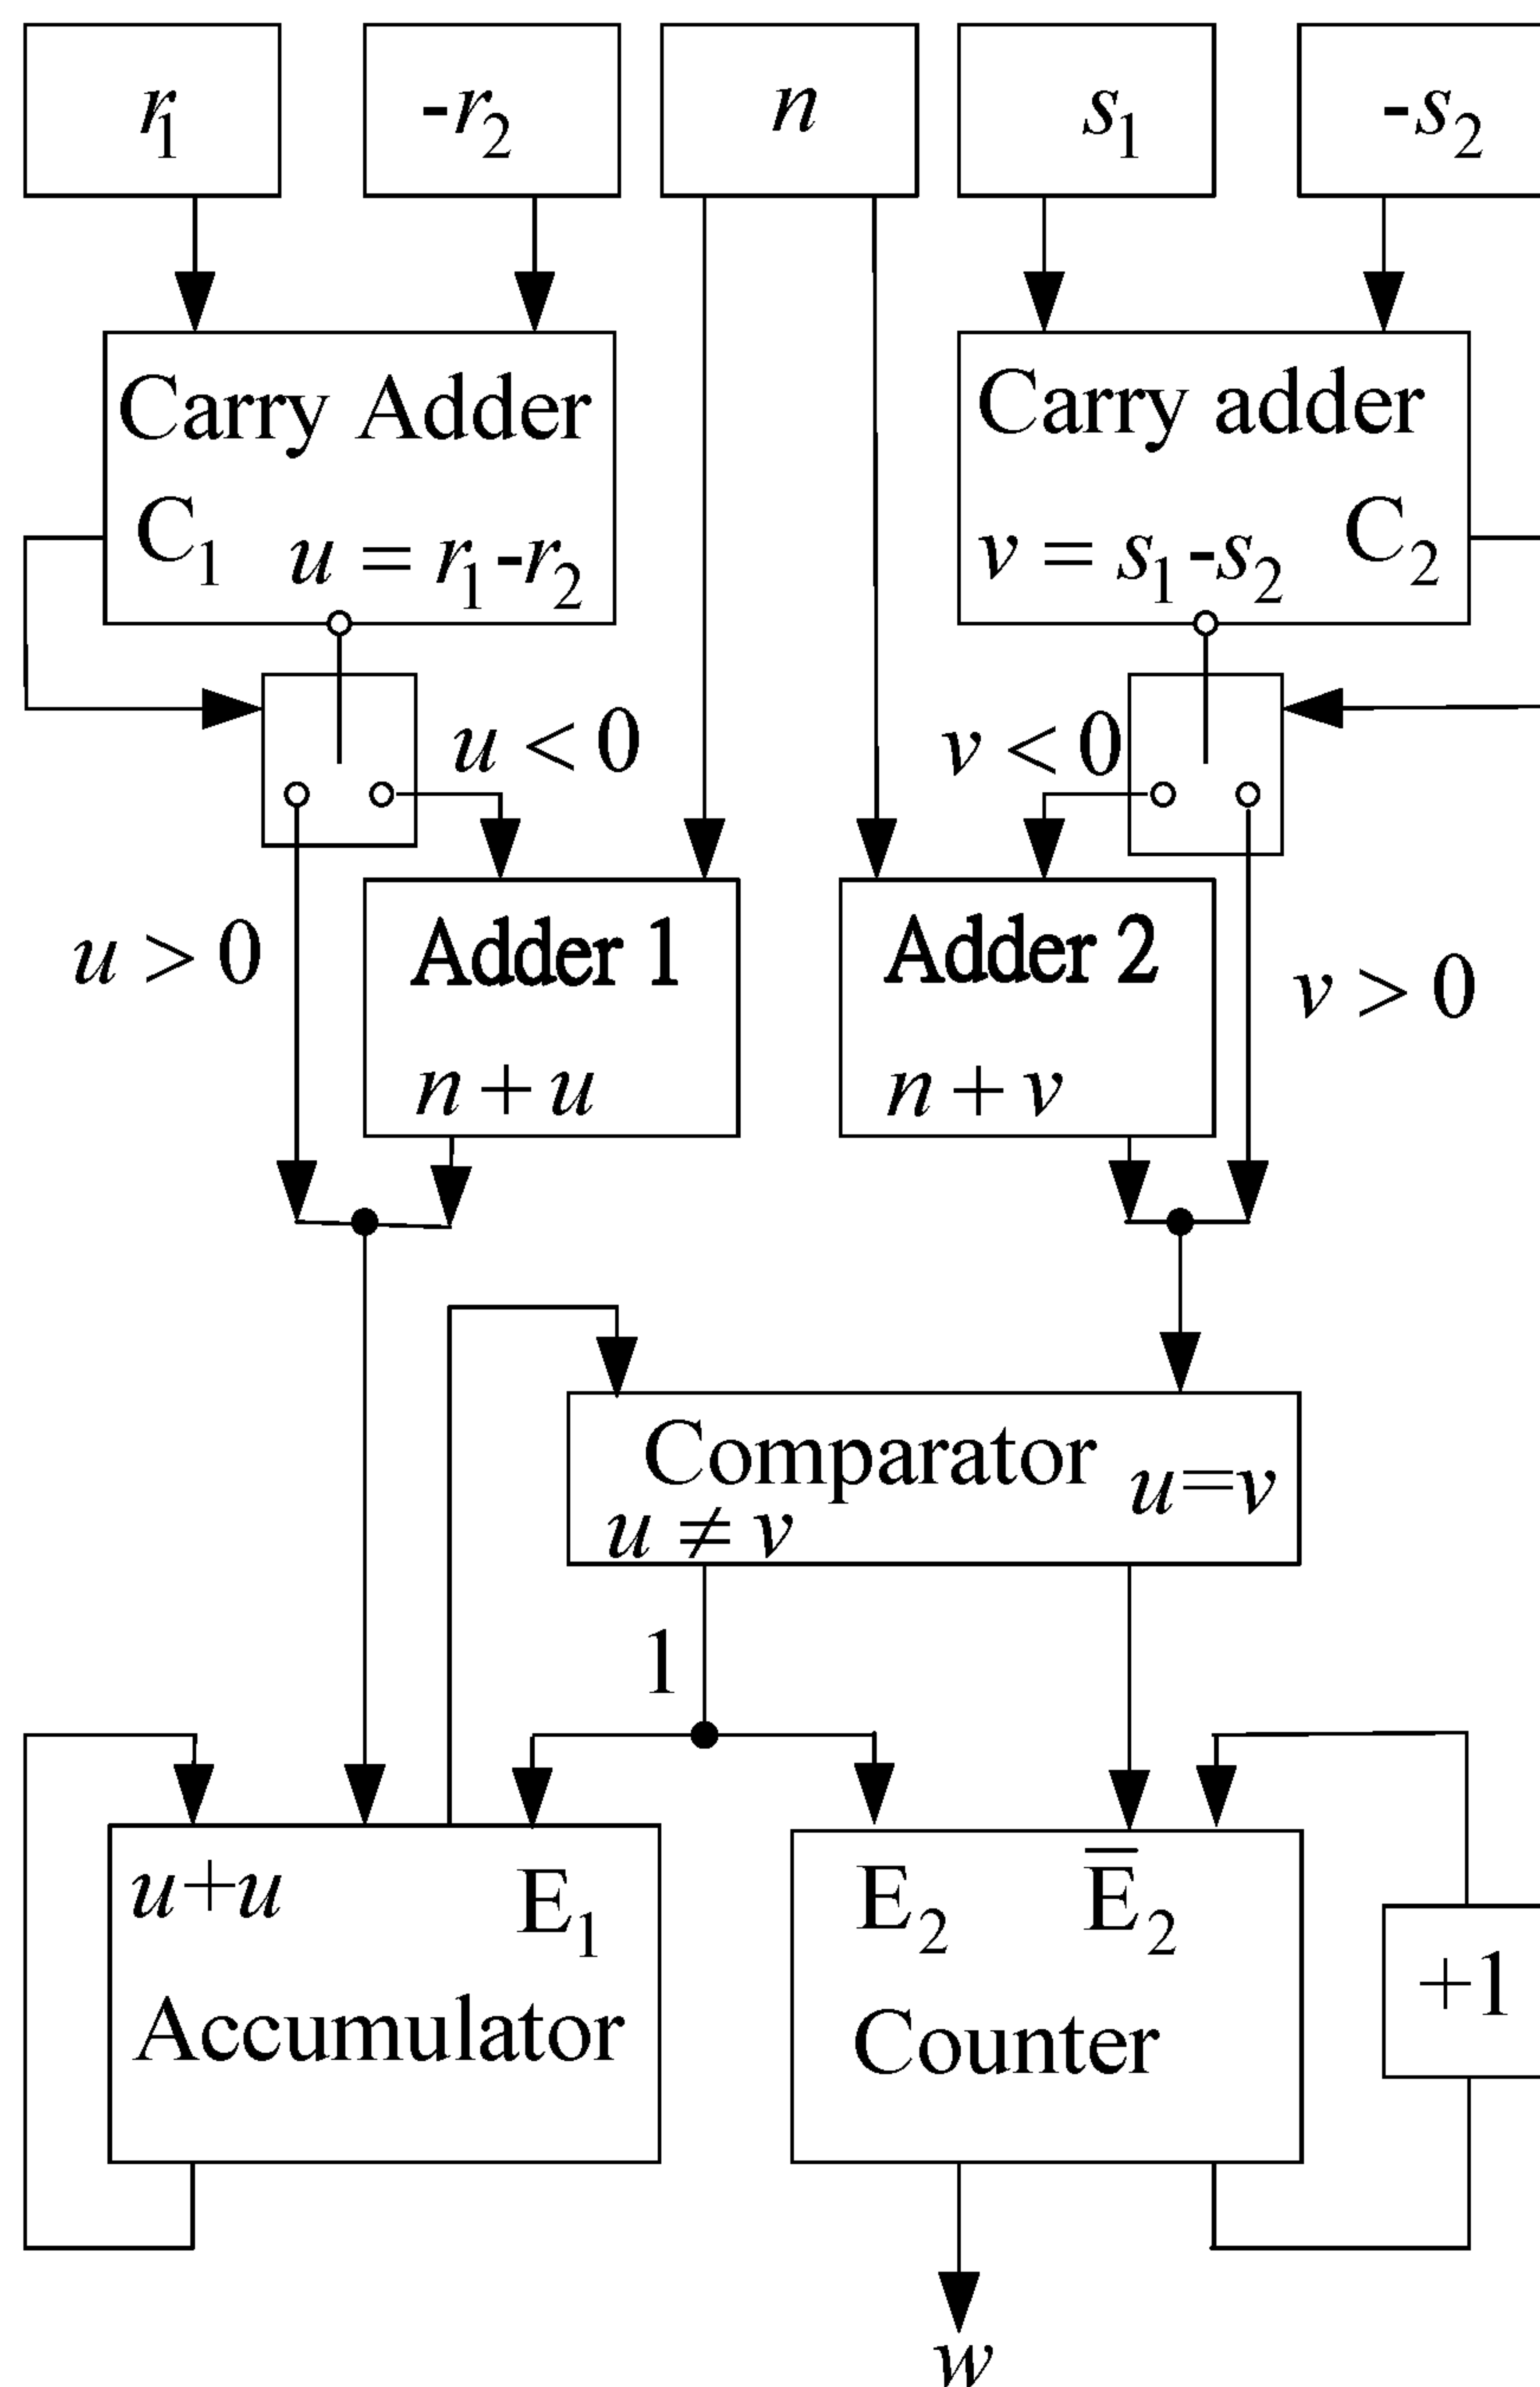 r₁
-r₂
n
s₁
-s₂
Carry Adder
C₁ u = r₁-r₂
Carry adder
v = s₁-s₂ C₂
u < 0
v < 0
u > 0
Adder 1
n + u
Adder 2
n + v
v > 0
Comparator
u ≠ v
u=v
1
u+u
E₁
Accumulator
E₂
E̅₂
Counter
+1
w